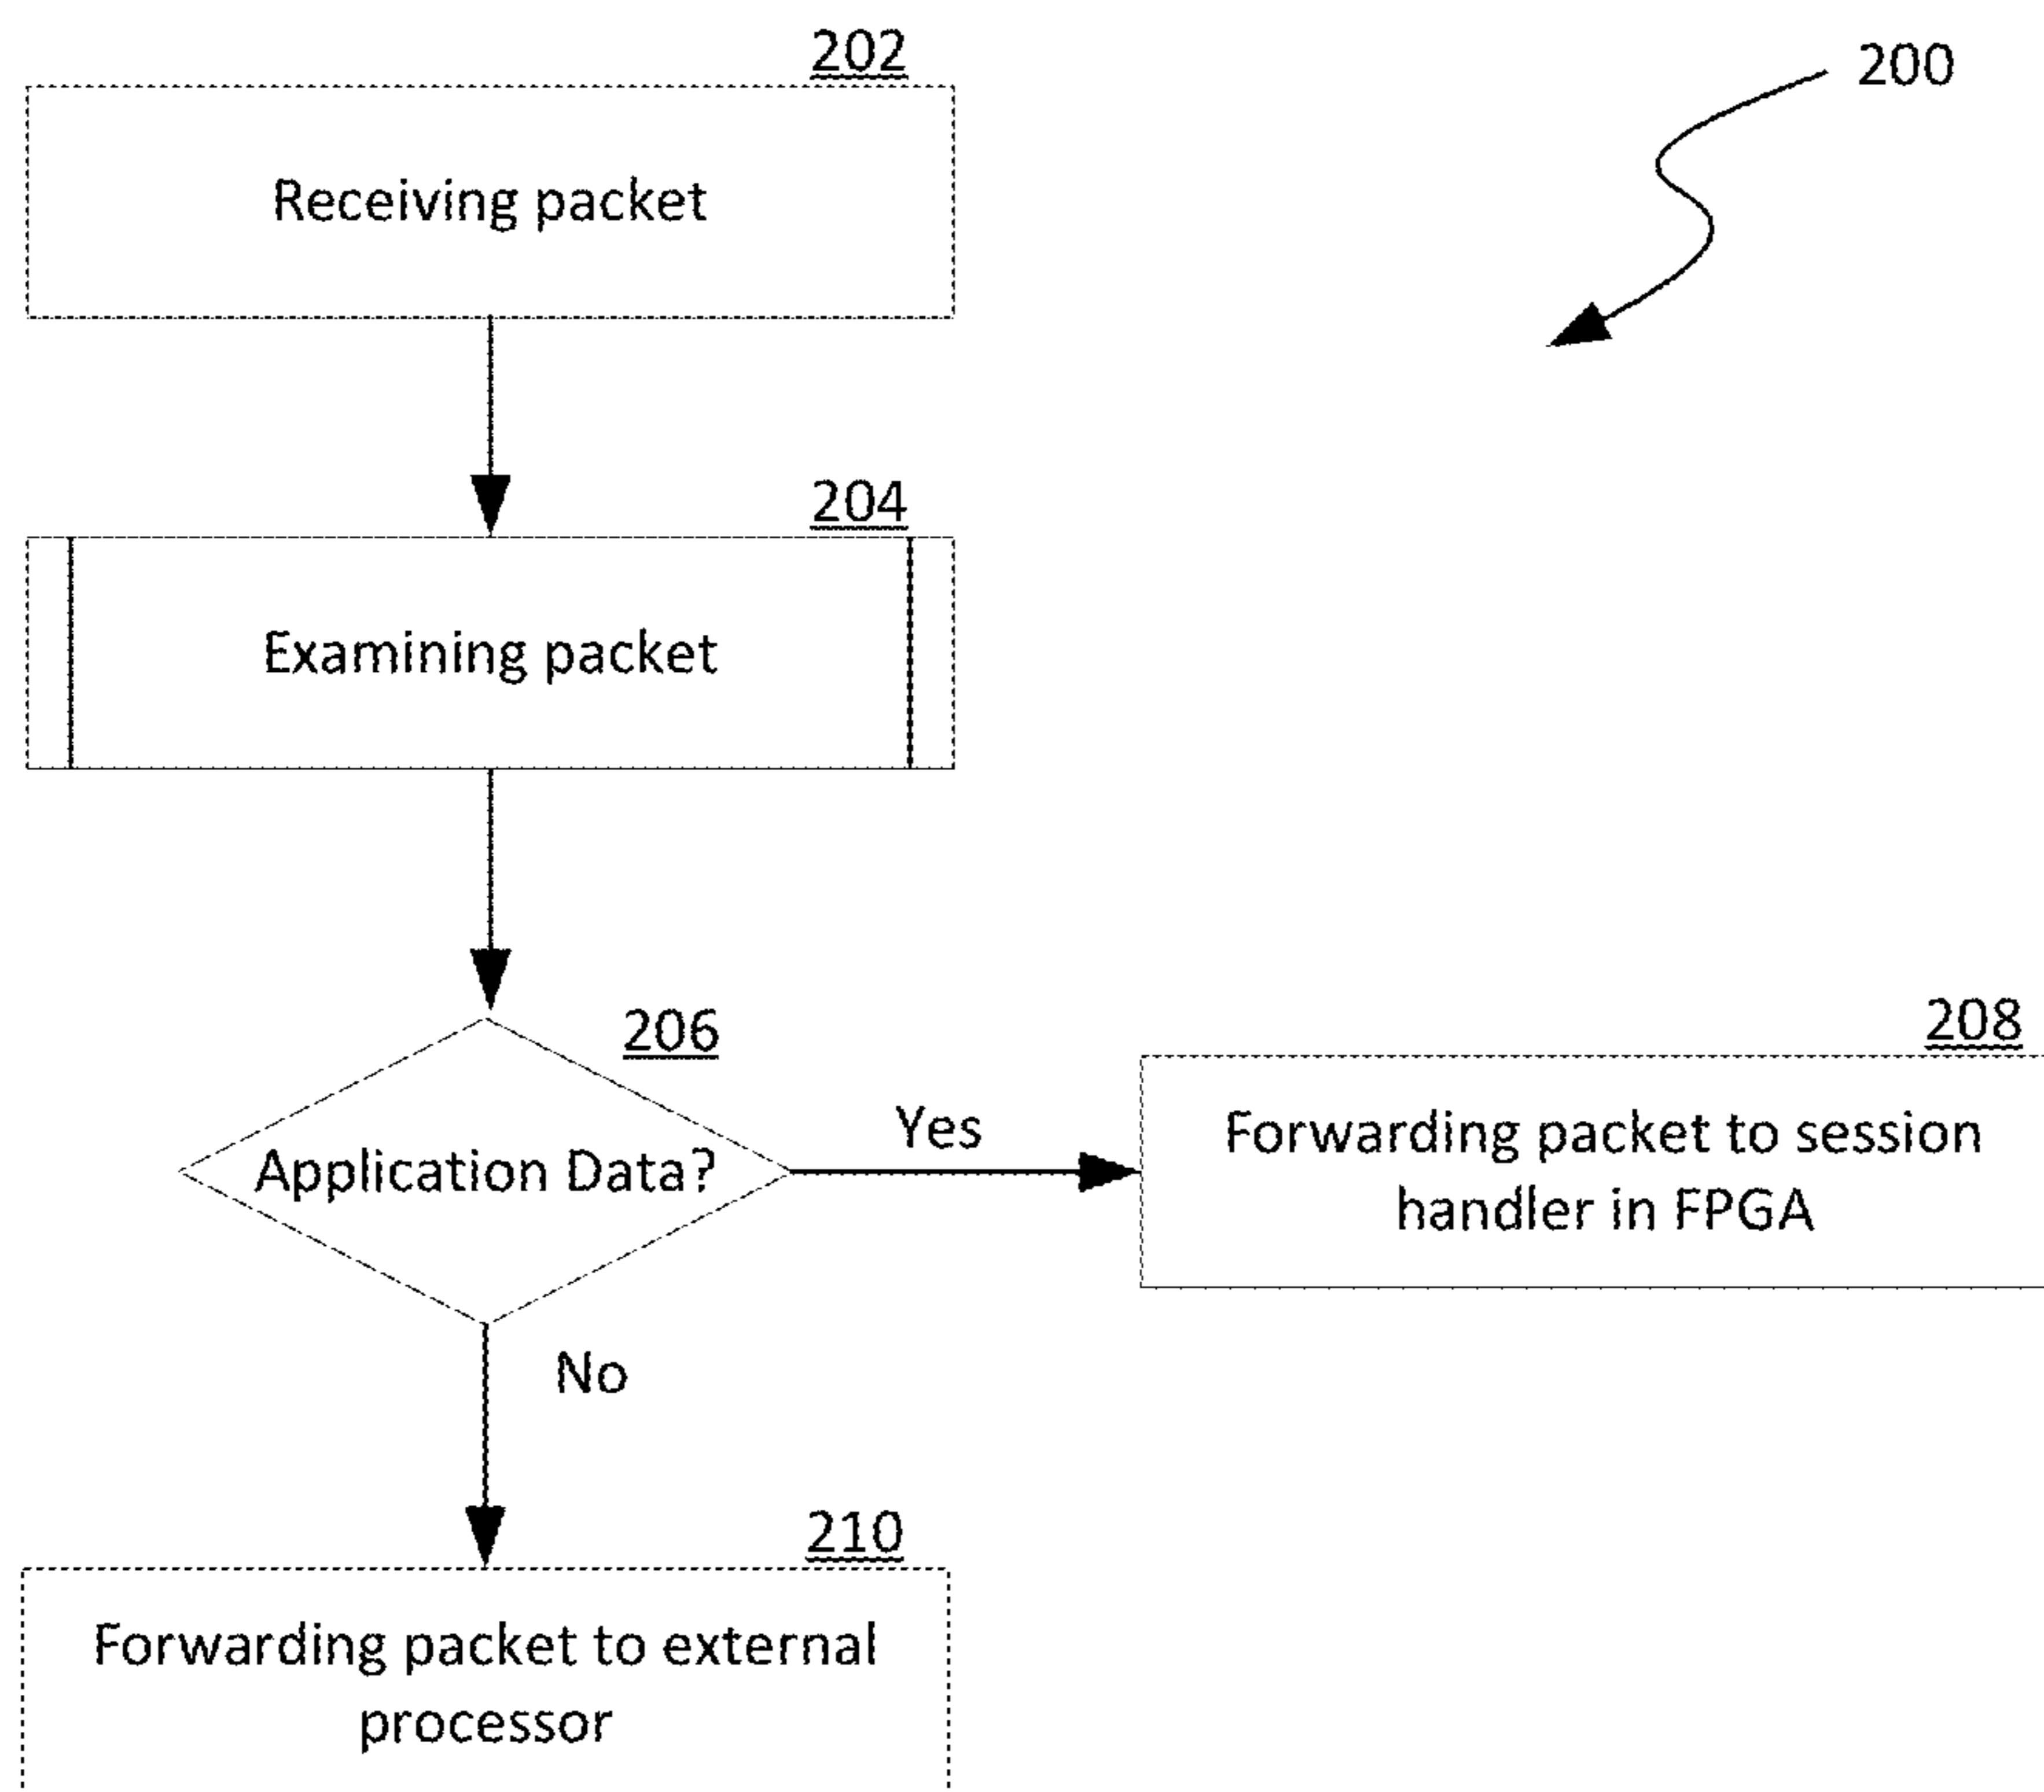 202
200
Receiving packet
204
Examining packet
206
Application Data?
Yes
208
Forwarding packet to session
handler in FPGA
No
210
Forwarding packet to external
processor